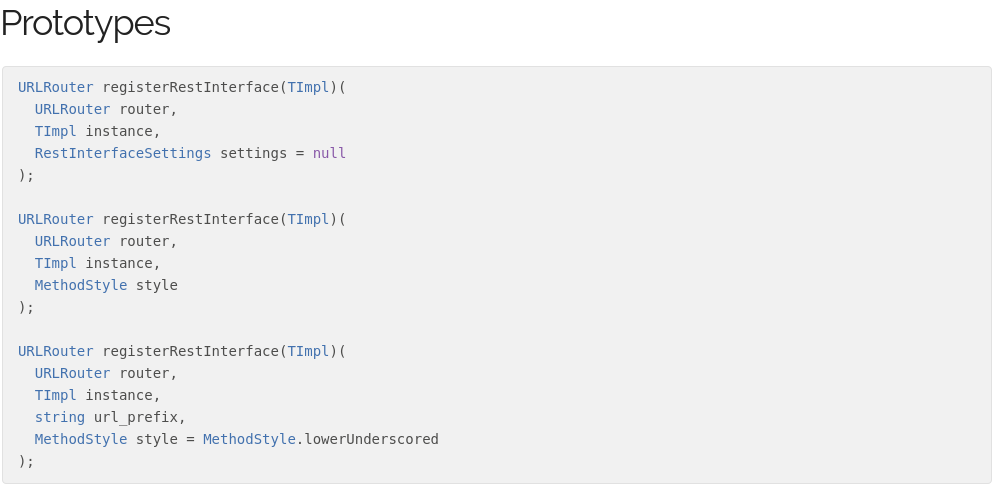 Prototypes
URLRouter registerRestInterface(TImpl)(
  URLRouter router,
  TImpl instance,
  RestInterfaceSettings settings = null
);

URLRouter registerRestInterface(TImpl)(
  URLRouter router,
  TImpl instance,
  MethodStyle style
);

URLRouter registerRestInterface(TImpl)(
  URLRouter router,
  TImpl instance,
  string url_prefix,
  MethodStyle style = MethodStyle.lowerUnderscored
);